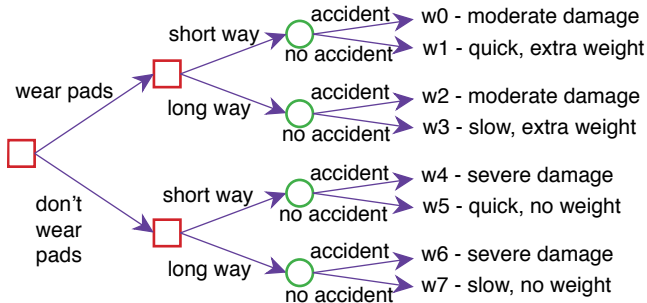 accident
w0 - moderate damage
short way
w1 - quick, extra weight
no accident
wear pads
accident
w2 - moderate damage
long way
w3 - slow, extra weight
no accident
don't
wear
pads
accident
w4 - severe damage
short way
w5 - quick, no weight
no accident
accident
w6 - severe damage
long way
w7 - slow, no weight
no accident